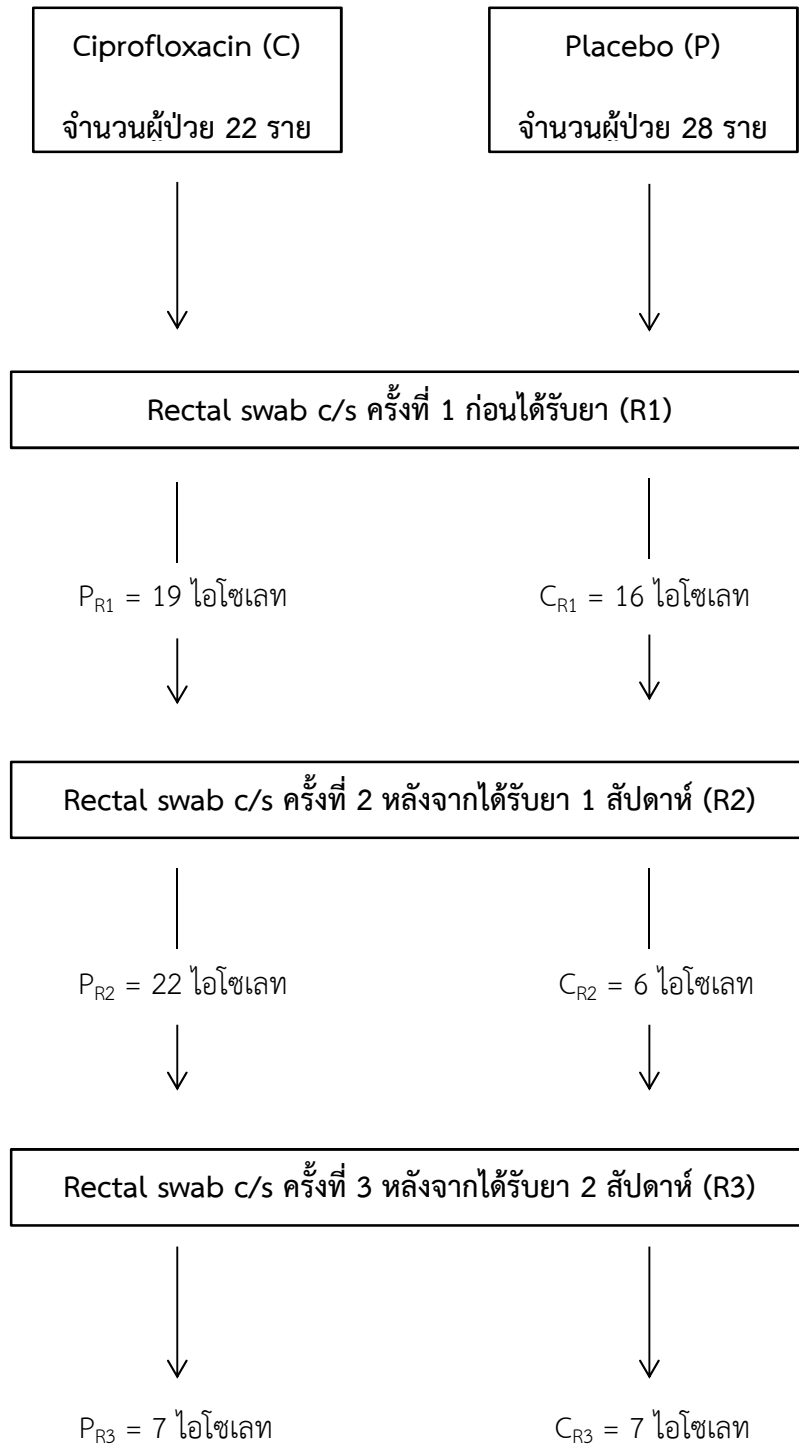 Ciprofloxacin (C)
จำนวนผู้ป่วย 22 ราย
Placebo (P)
จำนวนผู้ป่วย 28 ราย
Rectal swab c/s ครั้งที่ 1 ก่อนได้รับยา (R1)
P_R1 = 19 ไอโซเลท
C_R1 = 16 ไอโซเลท
Rectal swab c/s ครั้งที่ 2 หลังจากได้รับยา 1 สัปดาห์ (R2)
P_R2 = 22 ไอโซเลท
C_R2 = 6 ไอโซเลท
Rectal swab c/s ครั้งที่ 3 หลังจากได้รับยา 2 สัปดาห์ (R3)
P_R3 = 7 ไอโซเลท
C_R3 = 7 ไอโซเลท